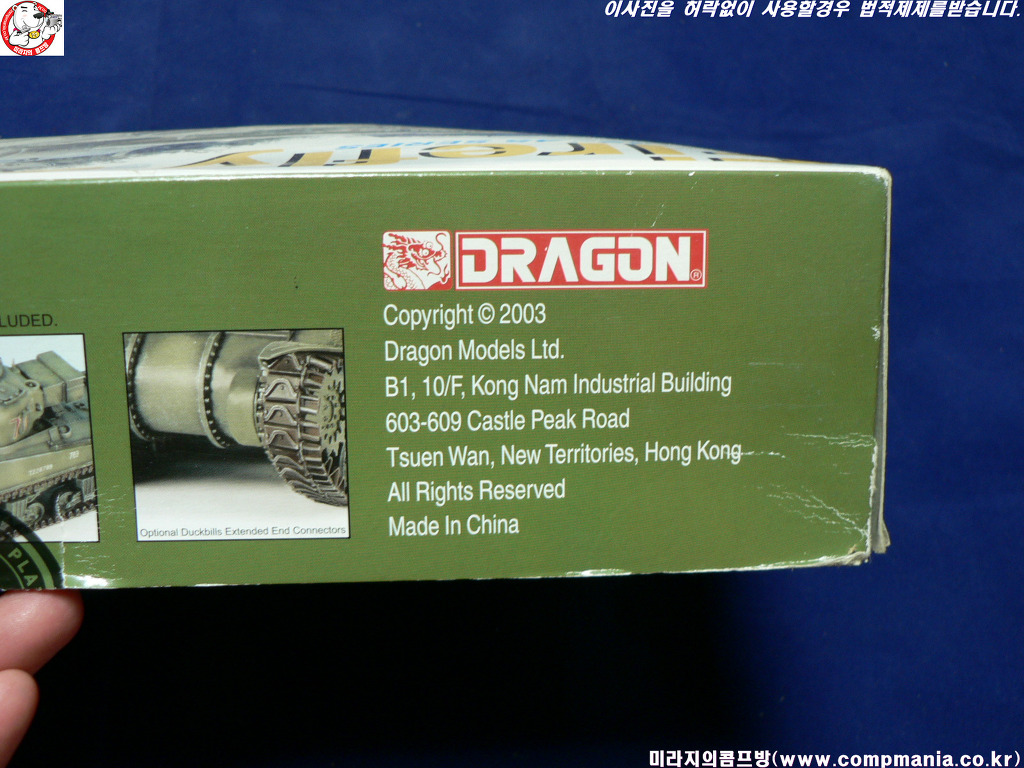 이사진을 허락없이 사용할경우 법적제제를받습니다.
DRAGON®
LUDED.
Copyright © 2003
Dragon Models Ltd.
B1, 10/F, Kong Nam Industrial Building
603-609 Castle Peak Road
Tsuen Wan, New Territories, Hong Kong
All Rights Reserved
Made In China
Optional Duckbills Extended End Connectors
PLA
미라지의콤프방(www.compmania.co.kr)